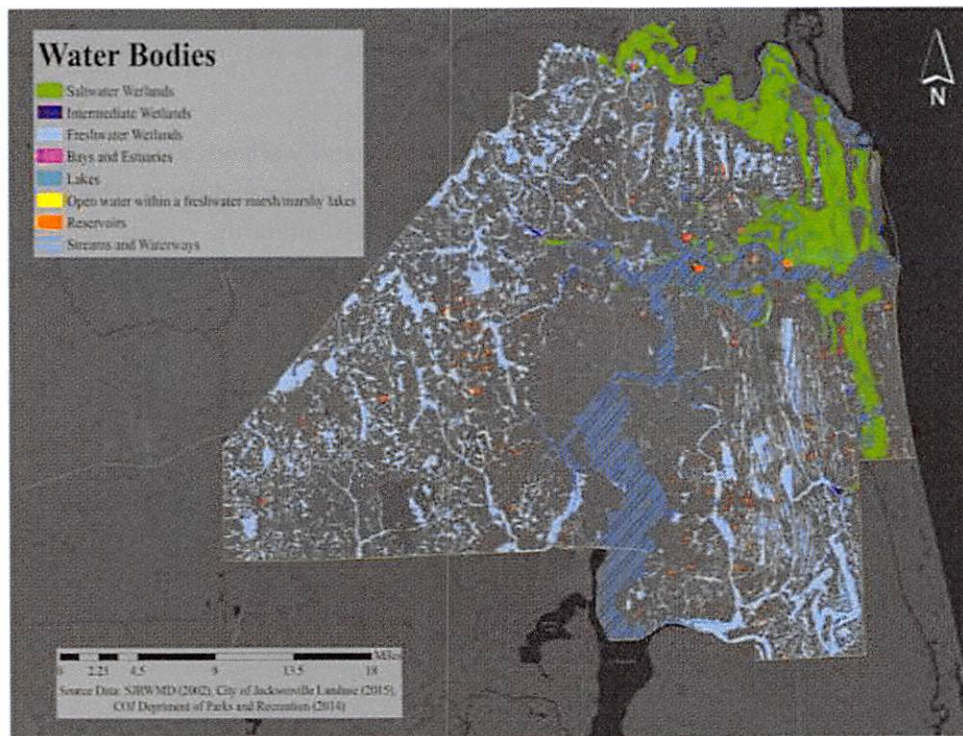 Water Bodies
Saltwater Wetlands
Intermediate Wetlands
Freshwater Wetlands
Bays and Estuaries
Lakes
Open water within a freshwater marsh/marshy lakes
Reservoirs
Streams and Waterways
N
Miles
0 2.25 4.5 9 13.5 18
Source Data: SJRWMD (2002), City of Jacksonville Landuse (2015),
COJ Deprtment of Parks and Recreation (2014)